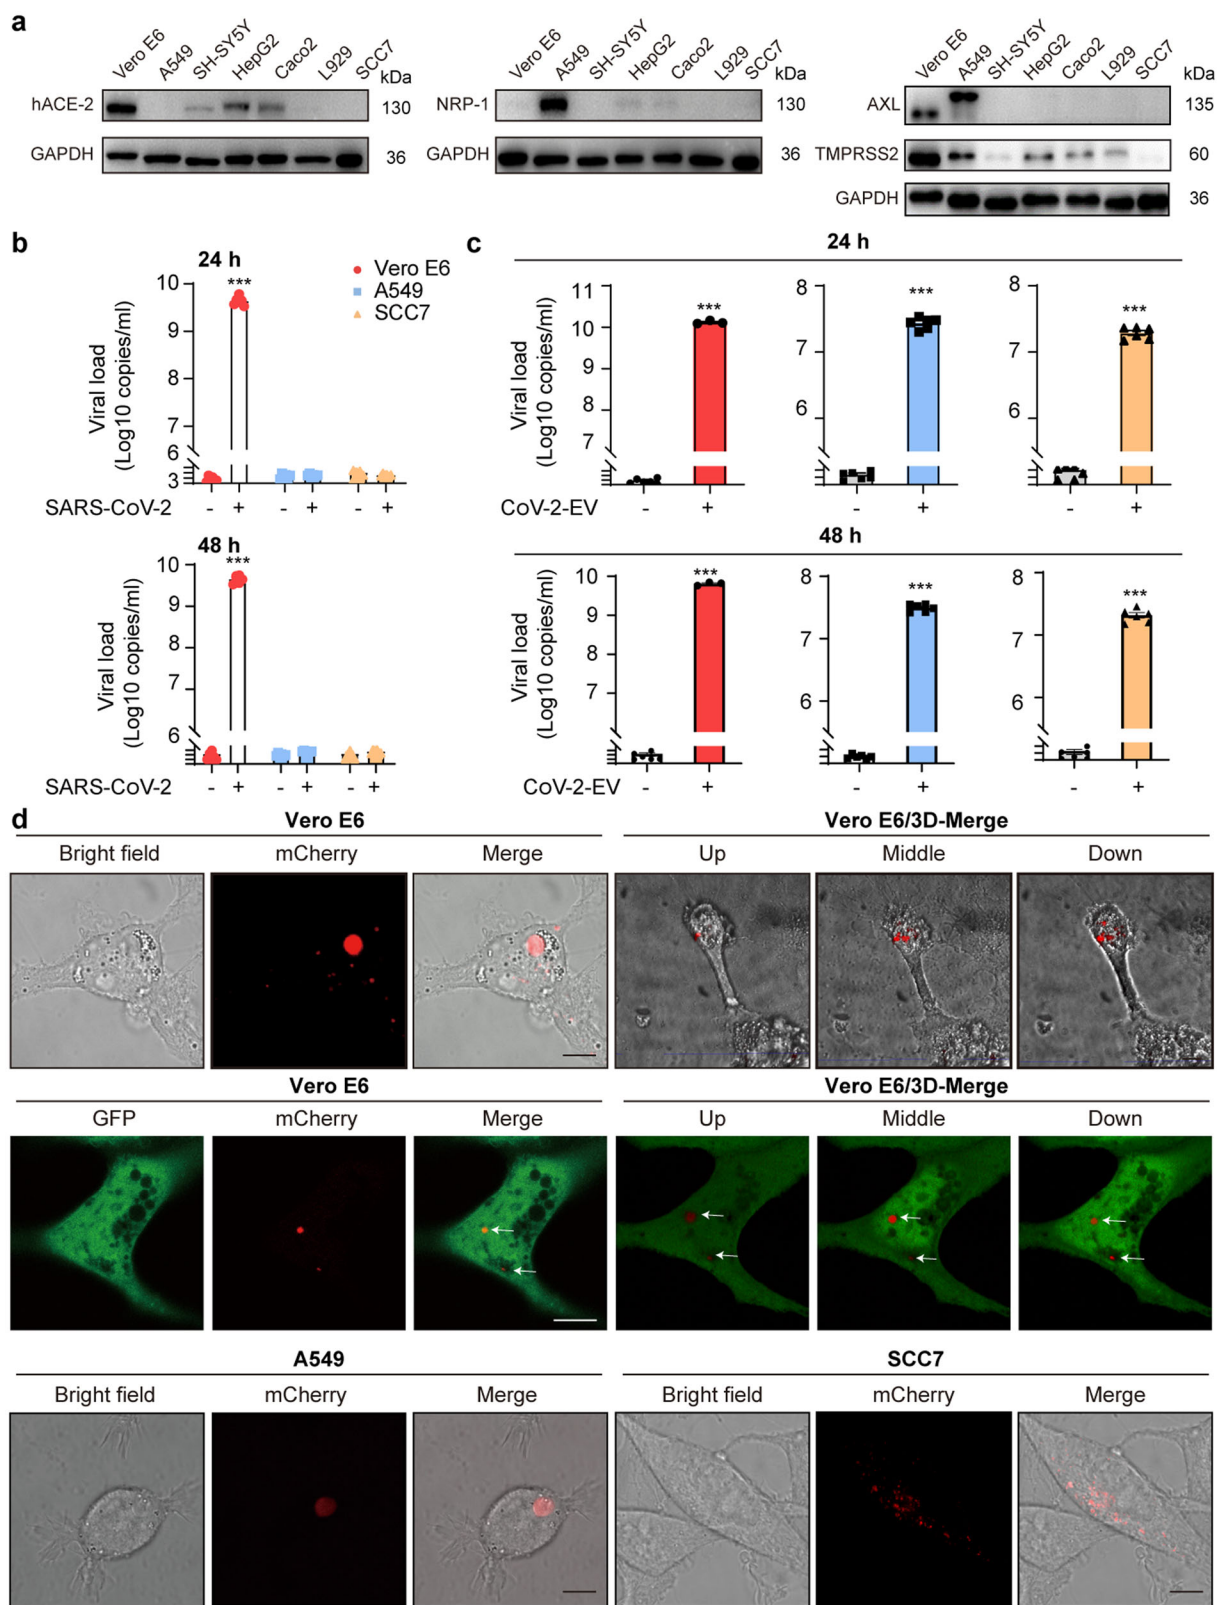 a
Vero E6 A549 SH-SY5Y HepG2 Caco2 L929 SCC7 kDa
hACE-2 130
GAPDH 36
Vero E6 A549 SH-SY5Y HepG2 Caco2 L929 SCC7 kDa
NRP-1 130
GAPDH 36
Vero E6 A549 SH-SY5Y HepG2 Caco2 L929 SCC7 kDa
AXL 135
TMPRSS2 60
GAPDH 36
b
24 h
Vero E6
A549
SCC7
Viral load
(Log10 copies/ml)
10
9
8
7
6
3
***
SARS-CoV-2 - + - + - +
48 h
Viral load
(Log10 copies/ml)
10
9
8
7
6
3
***
SARS-CoV-2 - + - + - +
c
24 h
Viral load
(Log10 copies/ml)
11
10
9
8
7
***
8
7
6
***
8
7
6
***
CoV-2-EV - + - + - +
48 h
Viral load
(Log10 copies/ml)
10
9
8
7
***
8
7
6
***
8
7
6
***
CoV-2-EV - + - + - +
d
Vero E6 Vero E6/3D-Merge
Bright field mCherry Merge Up Middle Down
Vero E6 Vero E6/3D-Merge
GFP mCherry Merge Up Middle Down
A549 SCC7
Bright field mCherry Merge Bright field mCherry Merge